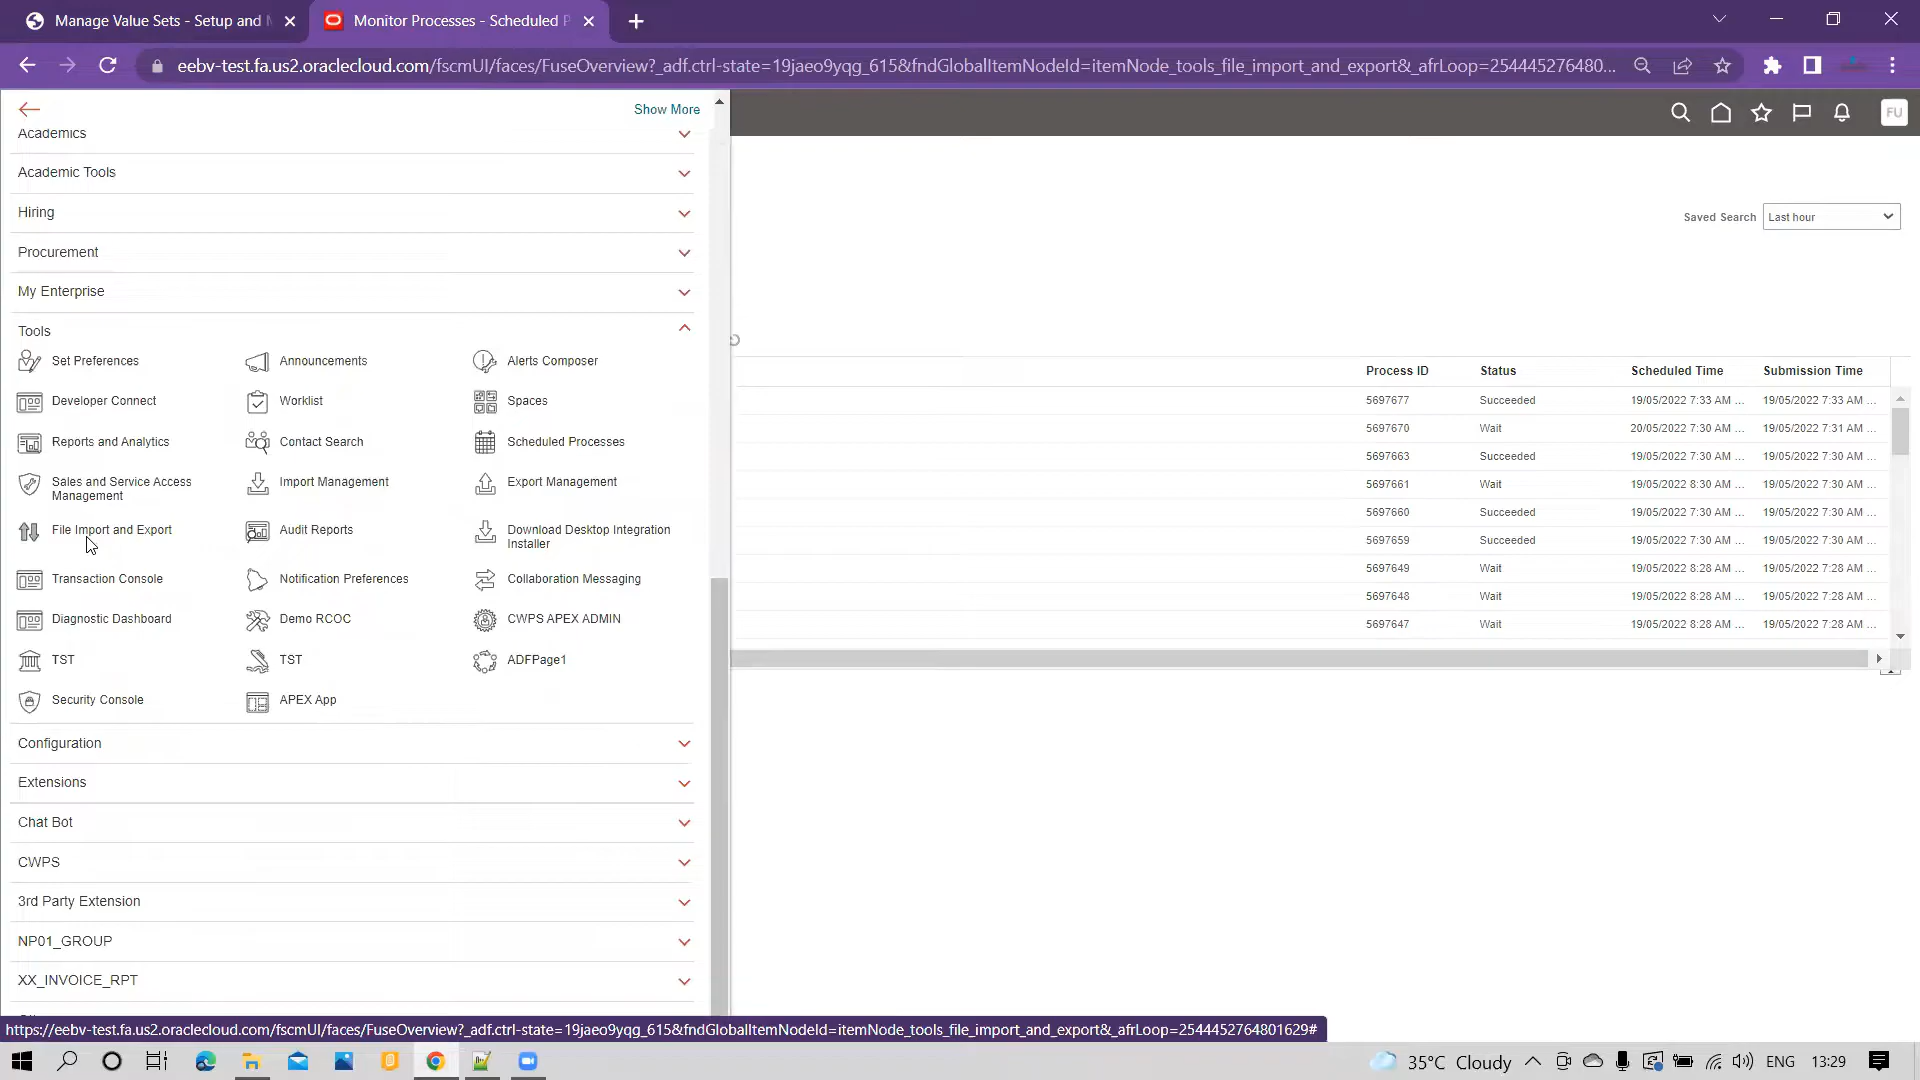 Manage Value Sets - Setup and M
Monitor Processes - Scheduled P
eebv-test.fa.us2.oraclecloud.com/fscmUI/faces/FuseOverview?_adf.ctrl-state=19jaeo9yqg_615&fndGlobalItemNodeId=itemNode_tools_file_import_and_export&_afrLoop=254445276480...
Show More
FU
Academics
Academic Tools
Hiring
Saved Search Last hour
Procurement
My Enterprise
Tools
Set Preferences Announcements Alerts Composer
Developer Connect Worklist Spaces
Reports and Analytics Contact Search Scheduled Processes
Sales and Service Access Management Import Management Export Management
File Import and Export Audit Reports Download Desktop Integration Installer
Transaction Console Notification Preferences Collaboration Messaging
Diagnostic Dashboard Demo RCOC CWPS APEX ADMIN
TST TST ADFPage1
Security Console APEX App
Configuration
Extensions
Chat Bot
CWPS
3rd Party Extension
NP01_GROUP
XX_INVOICE_RPT
Process ID Status Scheduled Time Submission Time
5697677 Succeeded 19/05/2022 7:33 AM ... 19/05/2022 7:33 AM ...
5697670 Wait 20/05/2022 7:30 AM ... 19/05/2022 7:31 AM ...
5697663 Succeeded 19/05/2022 7:30 AM ... 19/05/2022 7:30 AM ...
5697661 Wait 19/05/2022 8:30 AM ... 19/05/2022 7:30 AM ...
5697660 Succeeded 19/05/2022 7:30 AM ... 19/05/2022 7:30 AM ...
5697659 Succeeded 19/05/2022 7:30 AM ... 19/05/2022 7:30 AM ...
5697649 Wait 19/05/2022 8:28 AM ... 19/05/2022 7:28 AM ...
5697648 Wait 19/05/2022 8:28 AM ... 19/05/2022 7:28 AM ...
5697647 Wait 19/05/2022 8:28 AM ... 19/05/2022 7:28 AM ...
https://eebv-test.fa.us2.oraclecloud.com/fscmUI/faces/FuseOverview?_adf.ctrl-state=19jaeo9yqg_615&fndGlobalItemNodeId=itemNode_tools_file_import_and_export&_afrLoop=2544452764801629#
35°C Cloudy ENG 13:29